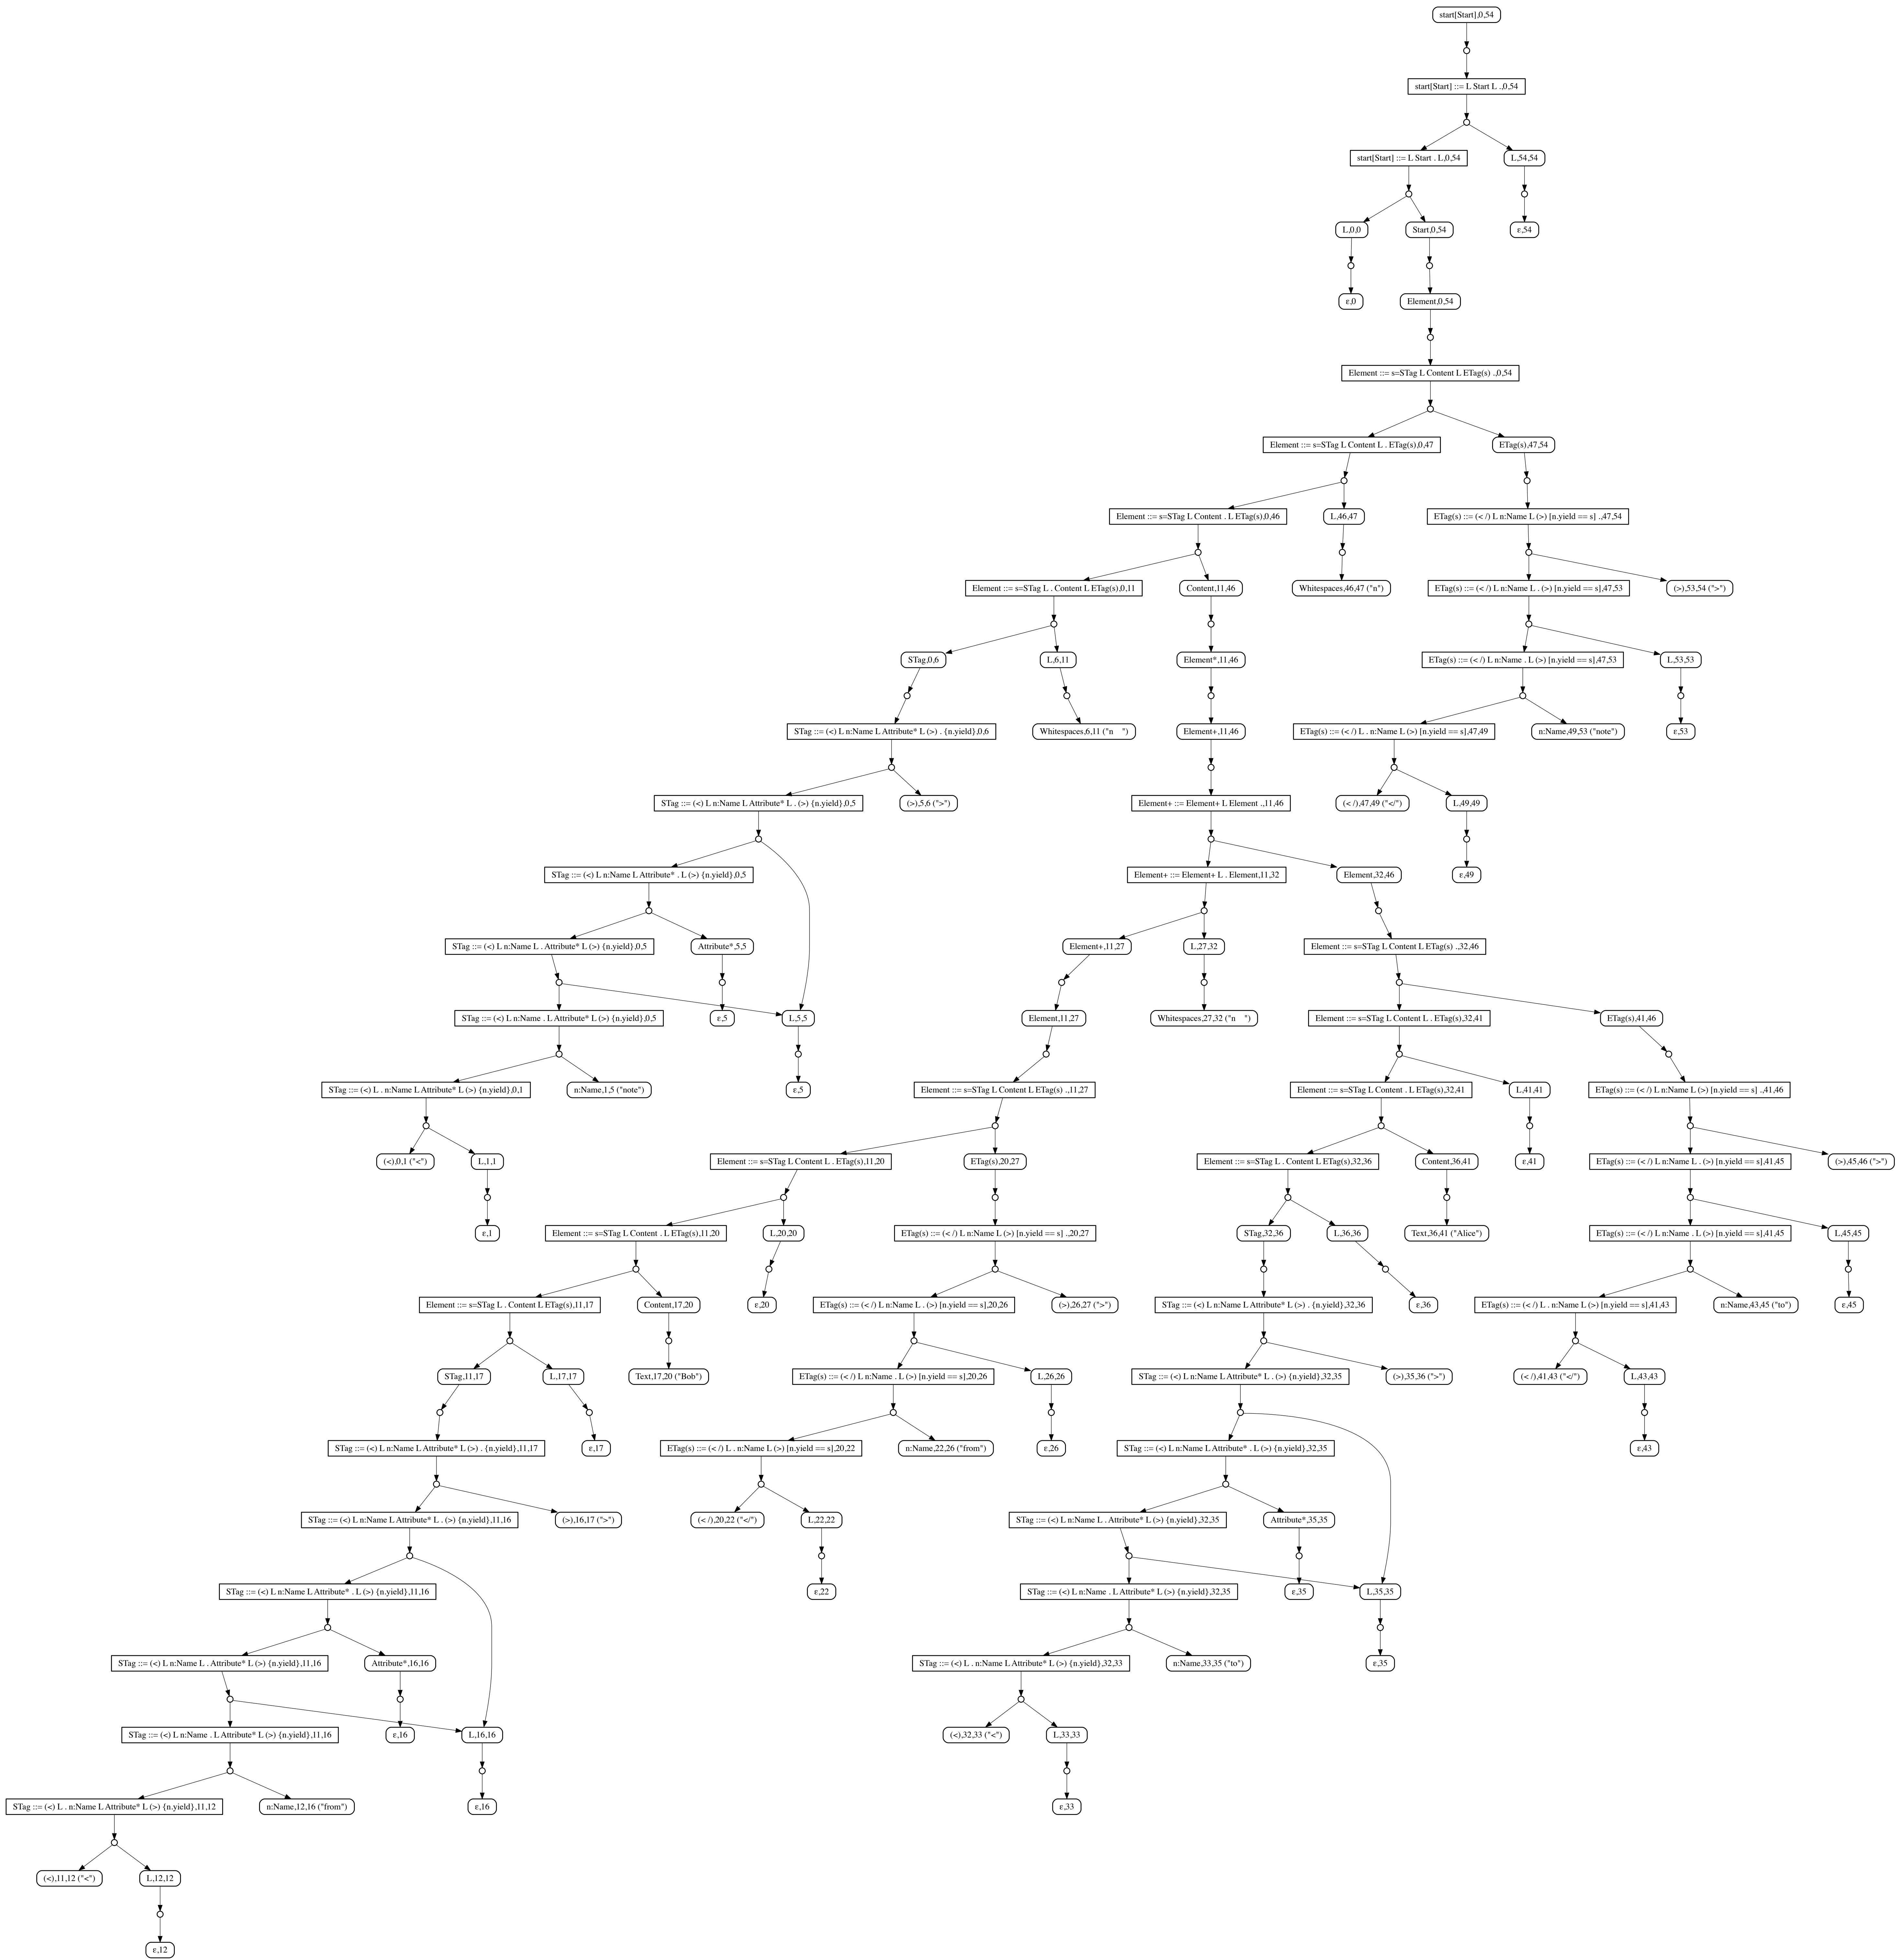 start[Start],0,54
start[Start] ::= L Start L .,0,54
start[Start] ::= L Start . L,0,54
L,54,54
L,0,0
Start,0,54
ε,54
ε,0
Element,0,54
Element ::= s=STag L Content L ETag(s) .,0,54
Element ::= s=STag L Content L . ETag(s),0,47
ETag(s),47,54
Element ::= s=STag L Content . L ETag(s),0,46
L,46,47
ETag(s) ::= (< /) L n:Name L (>) [n.yield == s] .,47,54
Element ::= s=STag L . Content L ETag(s),0,11
Content,11,46
Whitespaces,46,47 ("n")
ETag(s) ::= (< /) L n:Name L . (>) [n.yield == s],47,53
(>),53,54 (">")
STag,0,6
L,6,11
Element*,11,46
ETag(s) ::= (< /) L n:Name . L (>) [n.yield == s],47,53
L,53,53
STag ::= (<) L n:Name L Attribute* L (>) . {n.yield},0,6
Whitespaces,6,11 ("n    ")
Element+,11,46
ETag(s) ::= (< /) L . n:Name L (>) [n.yield == s],47,49
n:Name,49,53 ("note")
ε,53
STag ::= (<) L n:Name L Attribute* L . (>) {n.yield},0,5
(>),5,6 (">")
Element+ ::= Element+ L Element .,11,46
(< /),47,49 ("</")
L,49,49
STag ::= (<) L n:Name L Attribute* . L (>) {n.yield},0,5
Element+ ::= Element+ L . Element,11,32
Element,32,46
ε,49
STag ::= (<) L n:Name L . Attribute* L (>) {n.yield},0,5
Attribute*,5,5
Element+,11,27
L,27,32
Element ::= s=STag L Content L ETag(s) .,32,46
STag ::= (<) L n:Name . L Attribute* L (>) {n.yield},0,5
ε,5
L,5,5
Element,11,27
Whitespaces,27,32 ("n    ")
Element ::= s=STag L Content L . ETag(s),32,41
ETag(s),41,46
STag ::= (<) L . n:Name L Attribute* L (>) {n.yield},0,1
n:Name,1,5 ("note")
ε,5
Element ::= s=STag L Content L ETag(s) .,11,27
Element ::= s=STag L Content . L ETag(s),32,41
L,41,41
ETag(s) ::= (< /) L n:Name L (>) [n.yield == s] .,41,46
(<),0,1 ("<")
L,1,1
Element ::= s=STag L Content L . ETag(s),11,20
ETag(s),20,27
Element ::= s=STag L . Content L ETag(s),32,36
Content,36,41
ε,41
ETag(s) ::= (< /) L n:Name L . (>) [n.yield == s],41,45
(>),45,46 (">")
ε,1
Element ::= s=STag L Content . L ETag(s),11,20
L,20,20
ETag(s) ::= (< /) L n:Name L (>) [n.yield == s] .,20,27
STag,32,36
L,36,36
Text,36,41 ("Alice")
ETag(s) ::= (< /) L n:Name . L (>) [n.yield == s],41,45
L,45,45
Element ::= s=STag L . Content L ETag(s),11,17
Content,17,20
ε,20
ETag(s) ::= (< /) L n:Name L . (>) [n.yield == s],20,26
(>),26,27 (">")
STag ::= (<) L n:Name L Attribute* L (>) . {n.yield},32,36
ε,36
ETag(s) ::= (< /) L . n:Name L (>) [n.yield == s],41,43
n:Name,43,45 ("to")
ε,45
STag,11,17
L,17,17
Text,17,20 ("Bob")
ETag(s) ::= (< /) L n:Name . L (>) [n.yield == s],20,26
L,26,26
STag ::= (<) L n:Name L Attribute* L . (>) {n.yield},32,35
(>),35,36 (">")
(< /),41,43 ("</")
L,43,43
STag ::= (<) L n:Name L Attribute* L (>) . {n.yield},11,17
ε,17
ETag(s) ::= (< /) L . n:Name L (>) [n.yield == s],20,22
n:Name,22,26 ("from")
ε,26
STag ::= (<) L n:Name L Attribute* . L (>) {n.yield},32,35
ε,43
STag ::= (<) L n:Name L Attribute* L . (>) {n.yield},11,16
(>),16,17 (">")
(< /),20,22 ("</")
L,22,22
STag ::= (<) L n:Name L . Attribute* L (>) {n.yield},32,35
Attribute*,35,35
STag ::= (<) L n:Name L Attribute* . L (>) {n.yield},11,16
ε,22
STag ::= (<) L n:Name . L Attribute* L (>) {n.yield},32,35
ε,35
L,35,35
STag ::= (<) L n:Name L . Attribute* L (>) {n.yield},11,16
Attribute*,16,16
STag ::= (<) L . n:Name L Attribute* L (>) {n.yield},32,33
n:Name,33,35 ("to")
ε,35
STag ::= (<) L n:Name . L Attribute* L (>) {n.yield},11,16
ε,16
L,16,16
(<),32,33 ("<")
L,33,33
STag ::= (<) L . n:Name L Attribute* L (>) {n.yield},11,12
n:Name,12,16 ("from")
ε,16
ε,33
(<),11,12 ("<")
L,12,12
ε,12